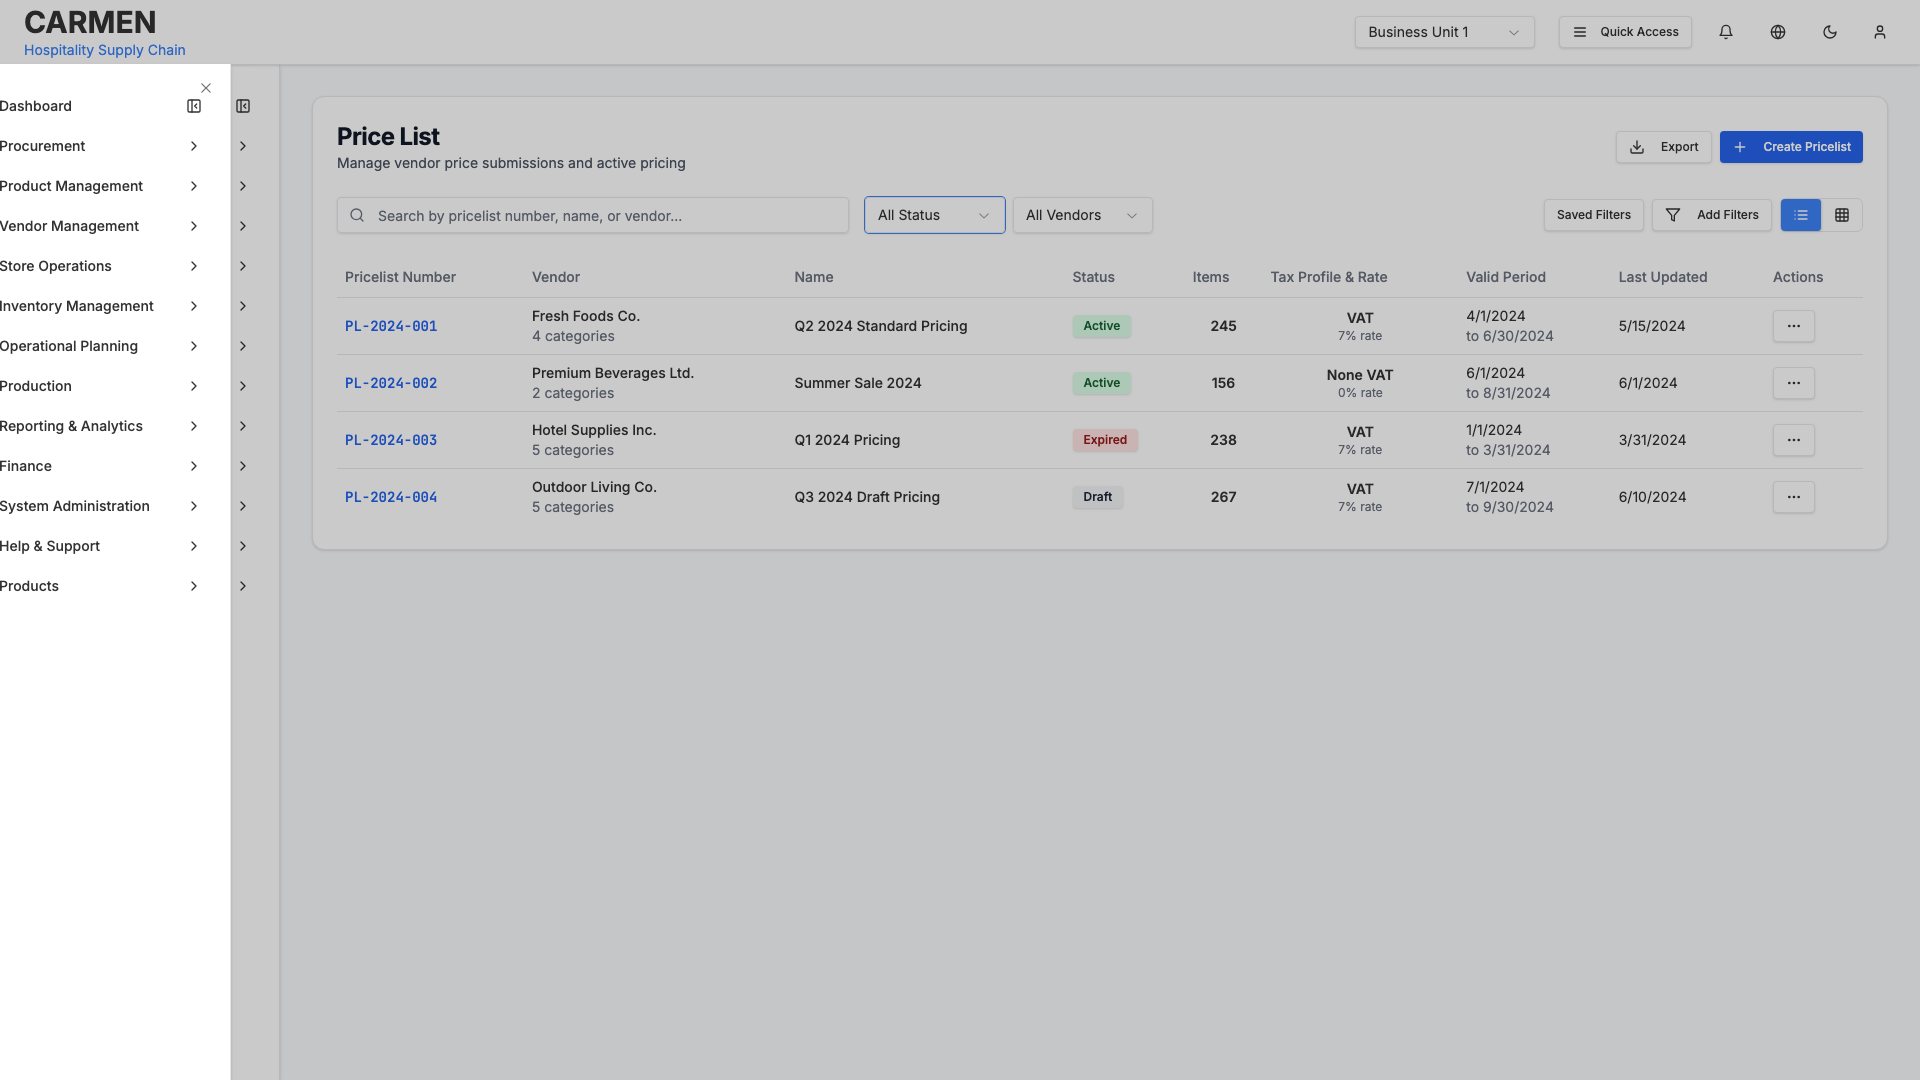 CARMEN
Hospitality Supply Chain
Business Unit 1
Quick Access
Dashboard
Procurement
Product Management
Vendor Management
Store Operations
Inventory Management
Operational Planning
Production
Reporting & Analytics
Finance
System Administration
Help & Support
Products
Price List
Manage vendor price submissions and active pricing
Export
Create Pricelist
Search by pricelist number, name, or vendor...
All Status
All Vendors
Saved Filters
Add Filters
Pricelist Number Vendor Name Status Items Tax Profile & Rate Valid Period Last Updated Actions
PL-2024-001 Fresh Foods Co. Q2 2024 Standard Pricing Active 245 VAT 4/1/2024 5/15/2024
4 categories 7% rate to 6/30/2024
PL-2024-002 Premium Beverages Ltd. Summer Sale 2024 Active 156 None VAT 6/1/2024 6/1/2024
2 categories 0% rate to 8/31/2024
PL-2024-003 Hotel Supplies Inc. Q1 2024 Pricing Expired 238 VAT 1/1/2024 3/31/2024
5 categories 7% rate to 3/31/2024
PL-2024-004 Outdoor Living Co. Q3 2024 Draft Pricing Draft 267 VAT 7/1/2024 6/10/2024
5 categories 7% rate to 9/30/2024